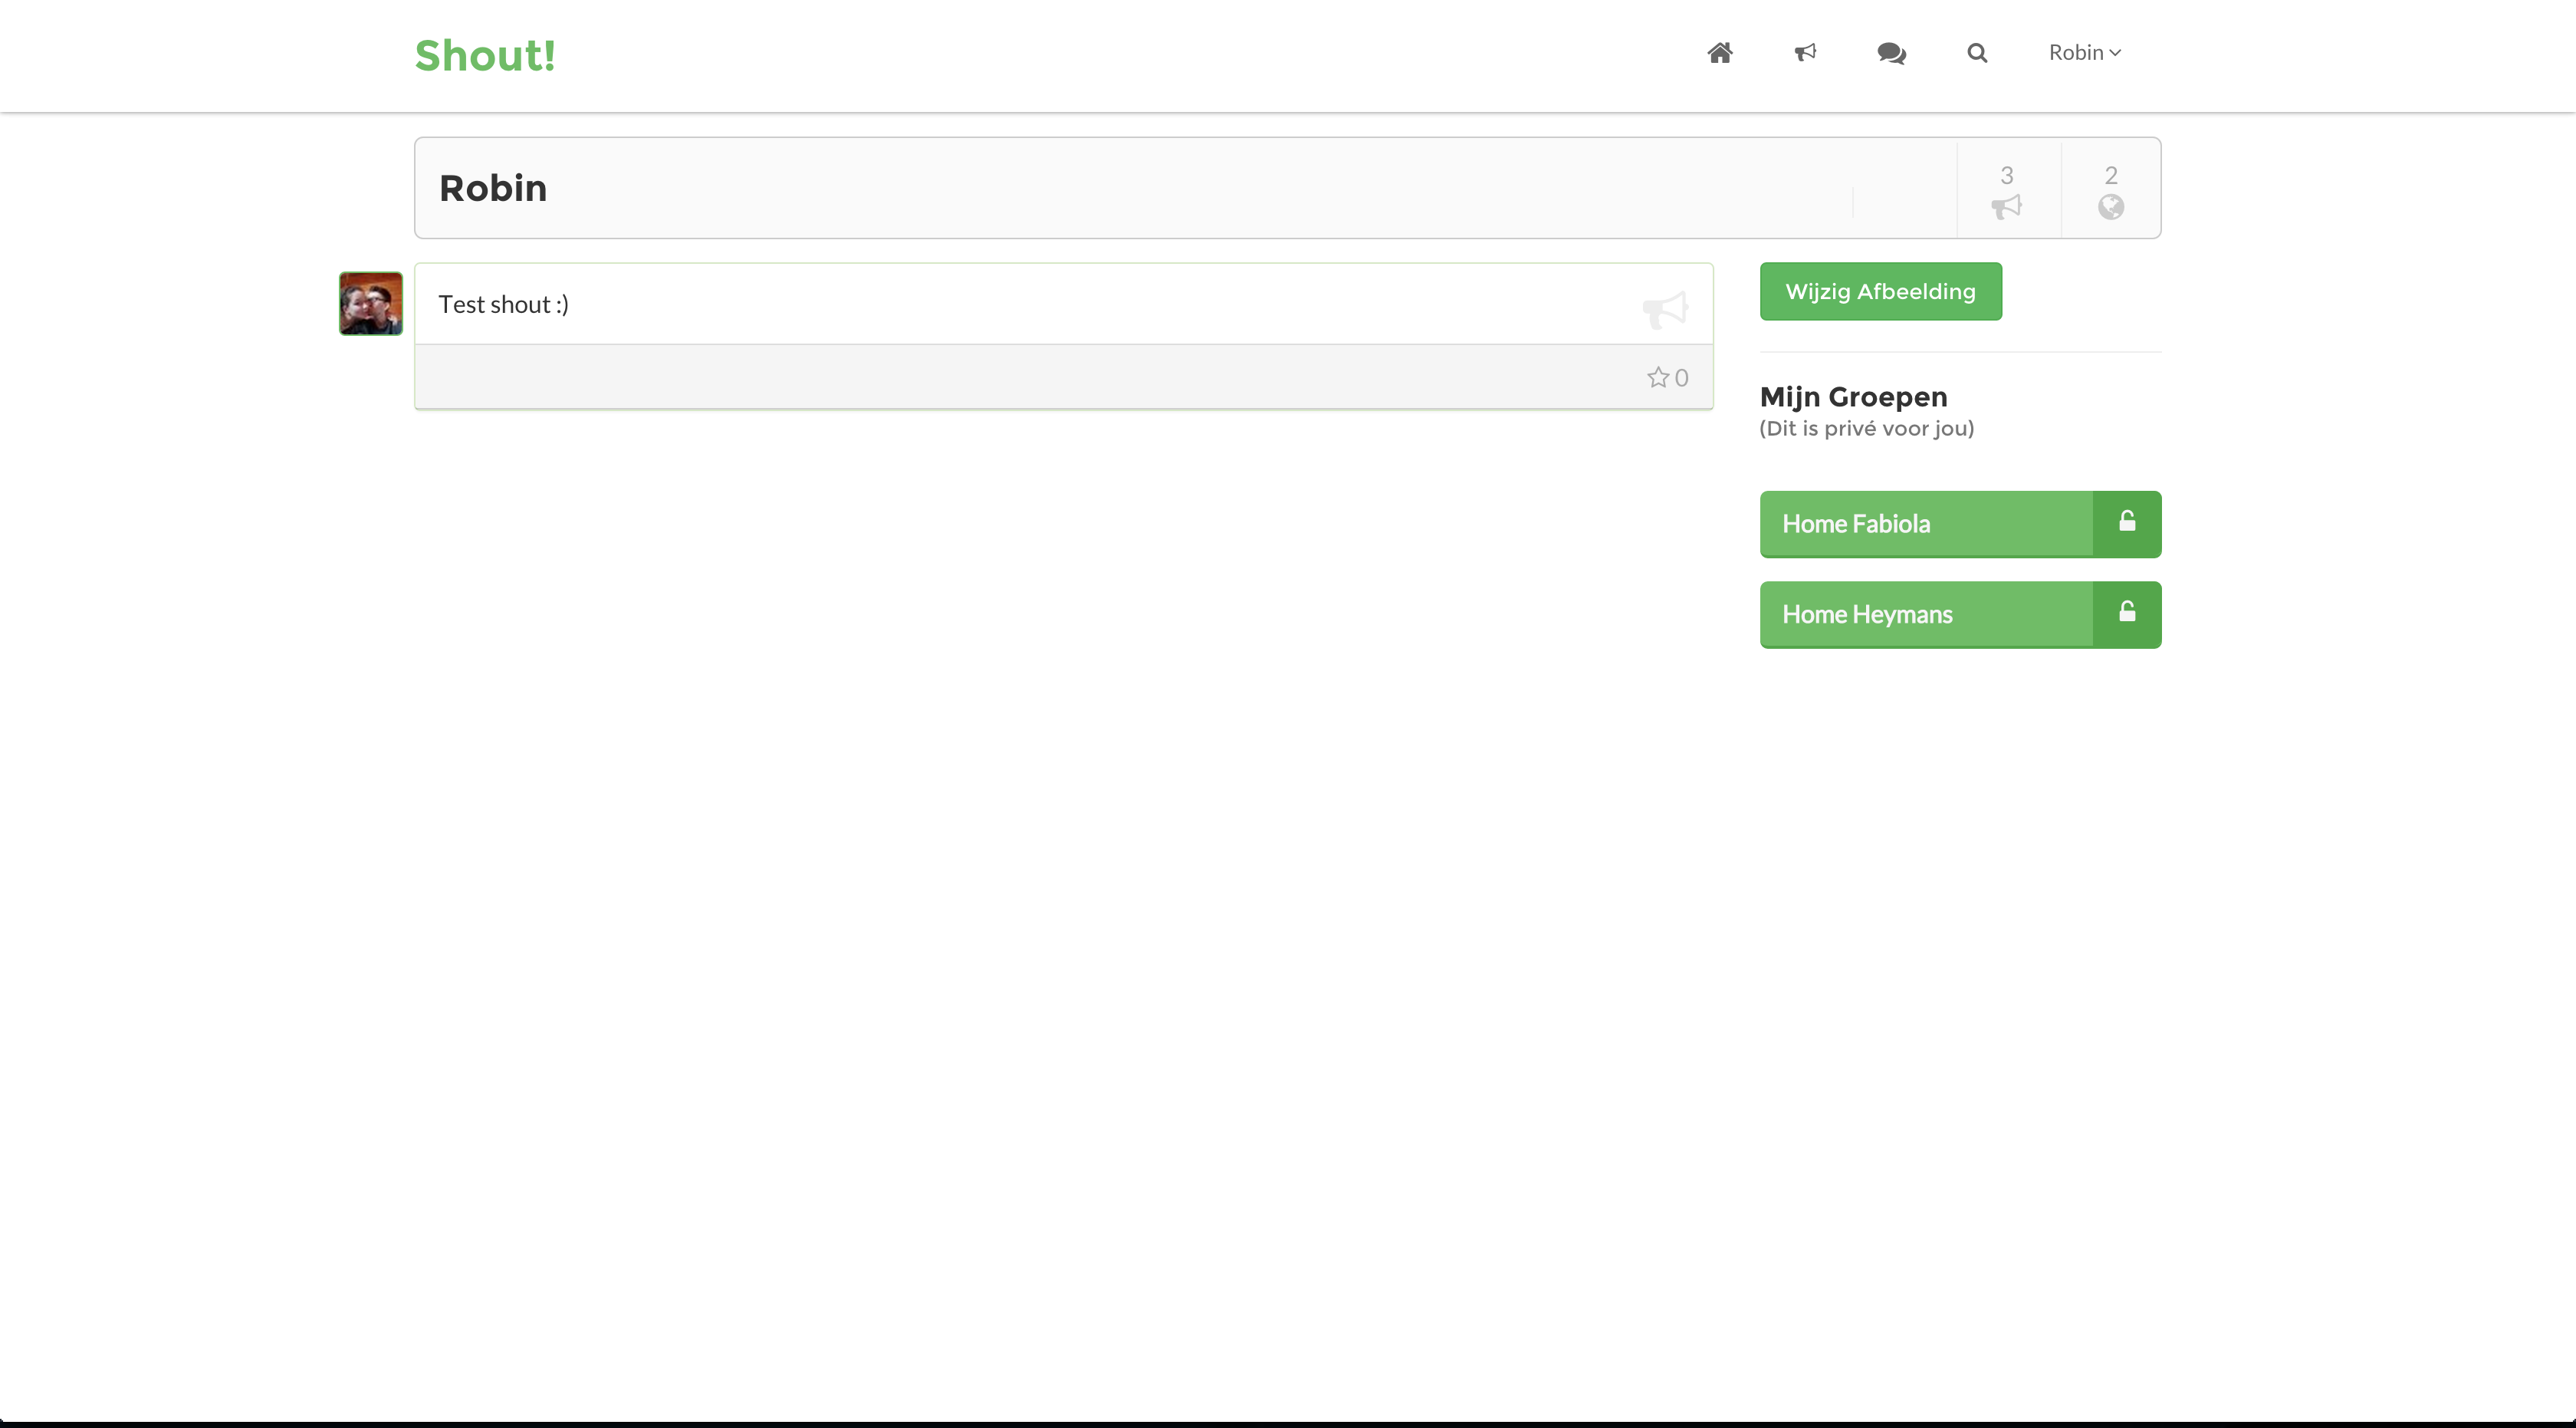 Shout!
Robin
Robin
3
2
Test shout :)
0
Wijzig Afbeelding
Mijn Groepen
(Dit is privé voor jou)
Home Fabiola
Home Heymans